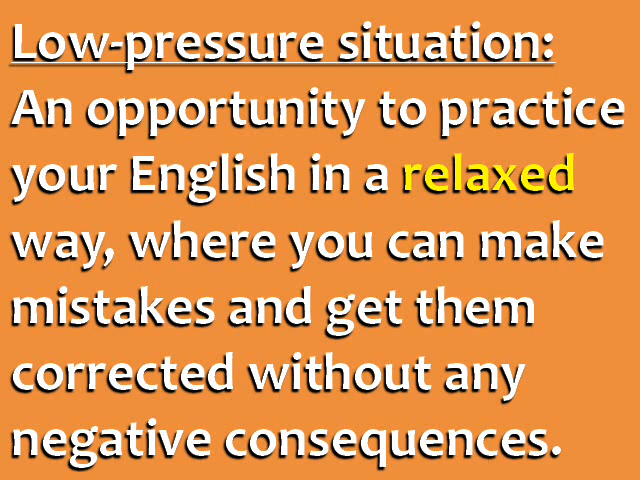 Low-pressure situation:
An opportunity to practice
your English in a relaxed
way, where you can make
mistakes and get them
corrected without any
negative consequences.